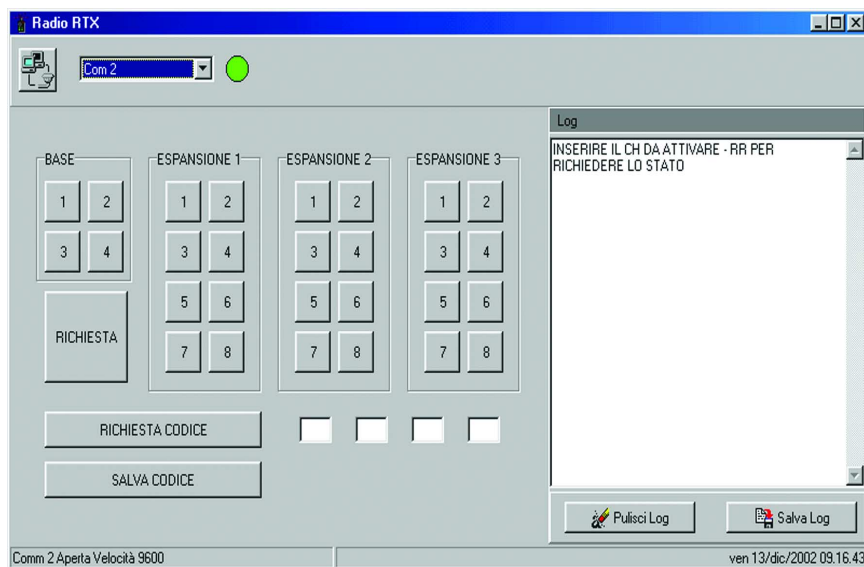 Radio RTX
Com 2
Log
INSERIRE IL CH DA ATTIVARE - RR PER
RICHIEDERE LO STATO
BASE
1 2
3 4
ESPANSIONE 1
1 2
3 4
5 6
7 8
ESPANSIONE 2
1 2
3 4
5 6
7 8
ESPANSIONE 3
1 2
3 4
5 6
7 8
RICHIESTA
RICHIESTA CODICE
SALVA CODICE
Pulisci Log
Salva Log
Comm 2 Aperta Velocità 9600
ven 13/dic/2002 09.16.43